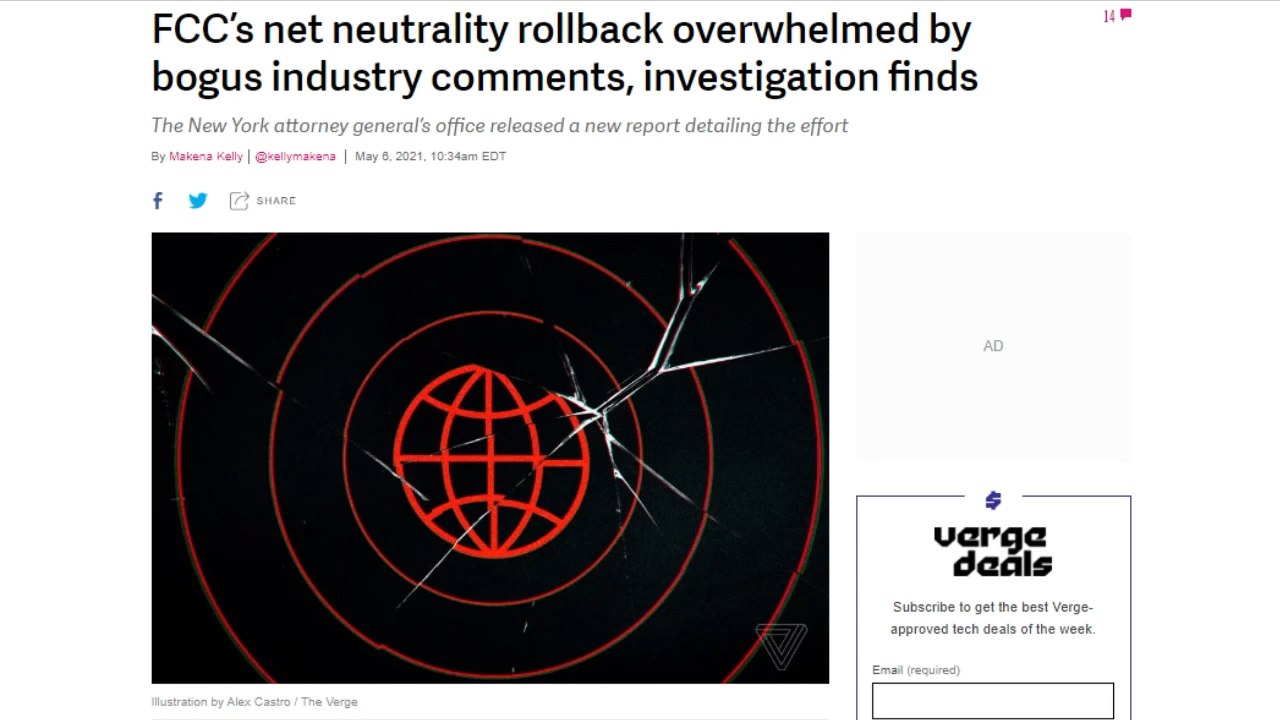 FCC’s net neutrality rollback overwhelmed by
bogus industry comments, investigation finds
14
The New York attorney general’s office released a new report detailing the effort
By Makena Kelly | @kellymakena | May 6, 2021, 10:34am EDT
SHARE
AD
verge
deals
Subscribe to get the best Verge-
approved tech deals of the week.
Email (required)
Illustration by Alex Castro / The Verge